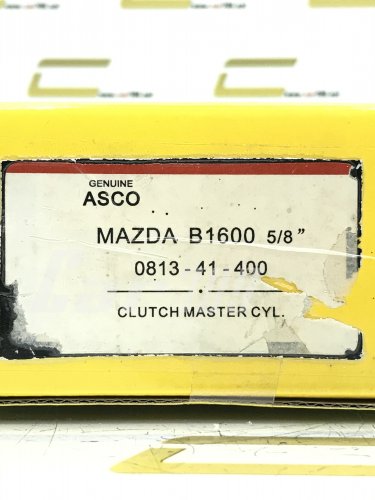 GENUINE
ASCO
MAZDA B1600 5/8"
0813-41-400
CLUTCH MASTER CYL.